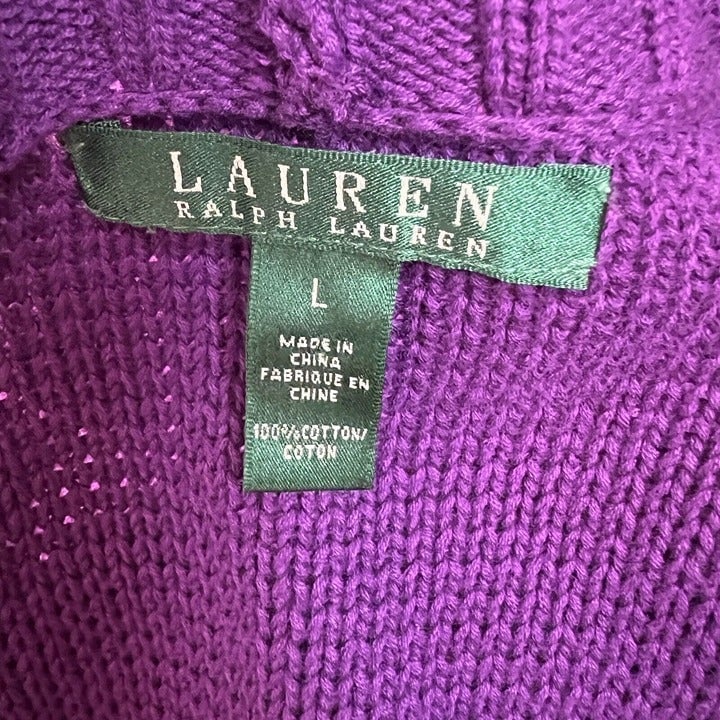 LAUREN
RALPH LAUREN
L
MADE IN
CHINA
FABRIQUE EN
CHINE
100%COTTON/
COTON